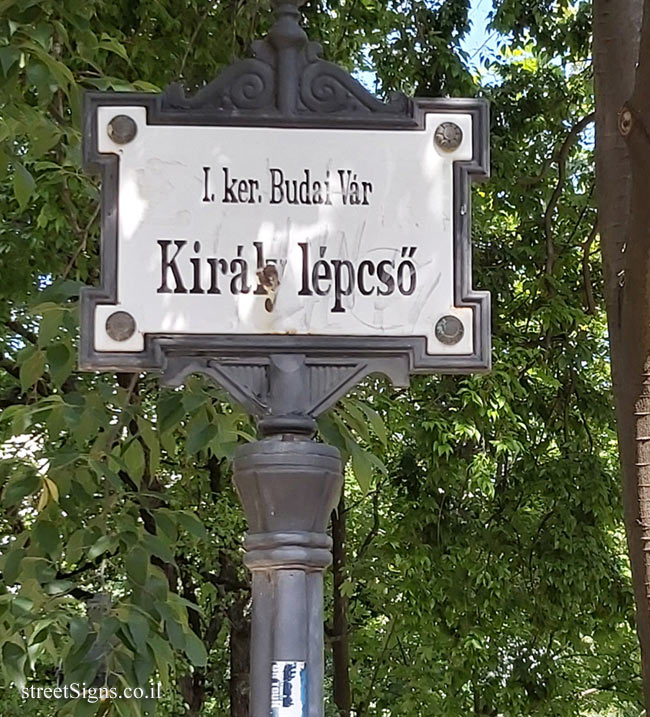 I. ker. Budai Vár
Király lépcső
streetSigns.co.il